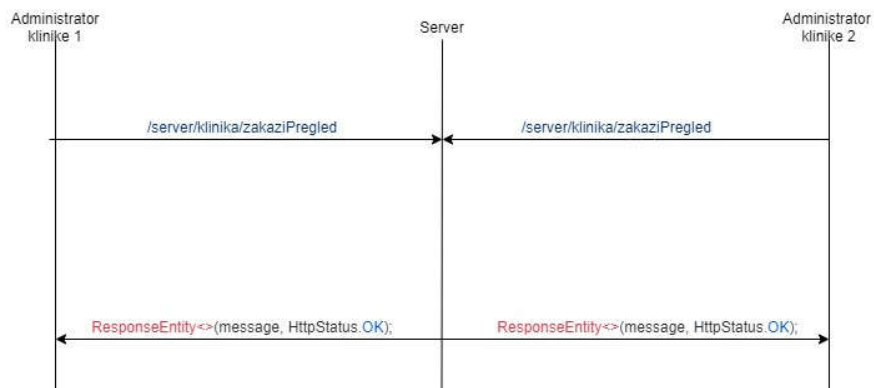 Administrator
klinike 1
Server
Administrator
klinike 2
/server/klinika/zakaziPregled
/server/klinika/zakaziPregled
ResponseEntity<>(message, HttpStatus.OK);
ResponseEntity<>(message, HttpStatus.OK);